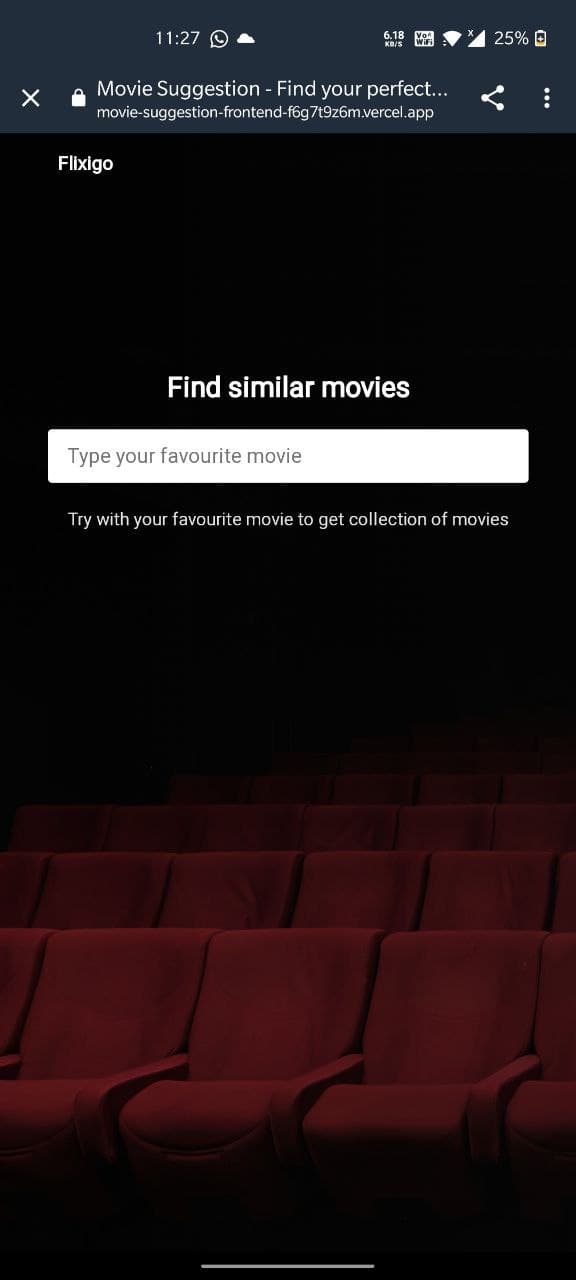 11:27
6.18
KB/S
Vo4
WiFi
X
25%
Movie Suggestion - Find your perfect...
movie-suggestion-frontend-f6g7t9z6m.vercel.app
Flixigo
Find similar movies
Type your favourite movie
Try with your favourite movie to get collection of movies